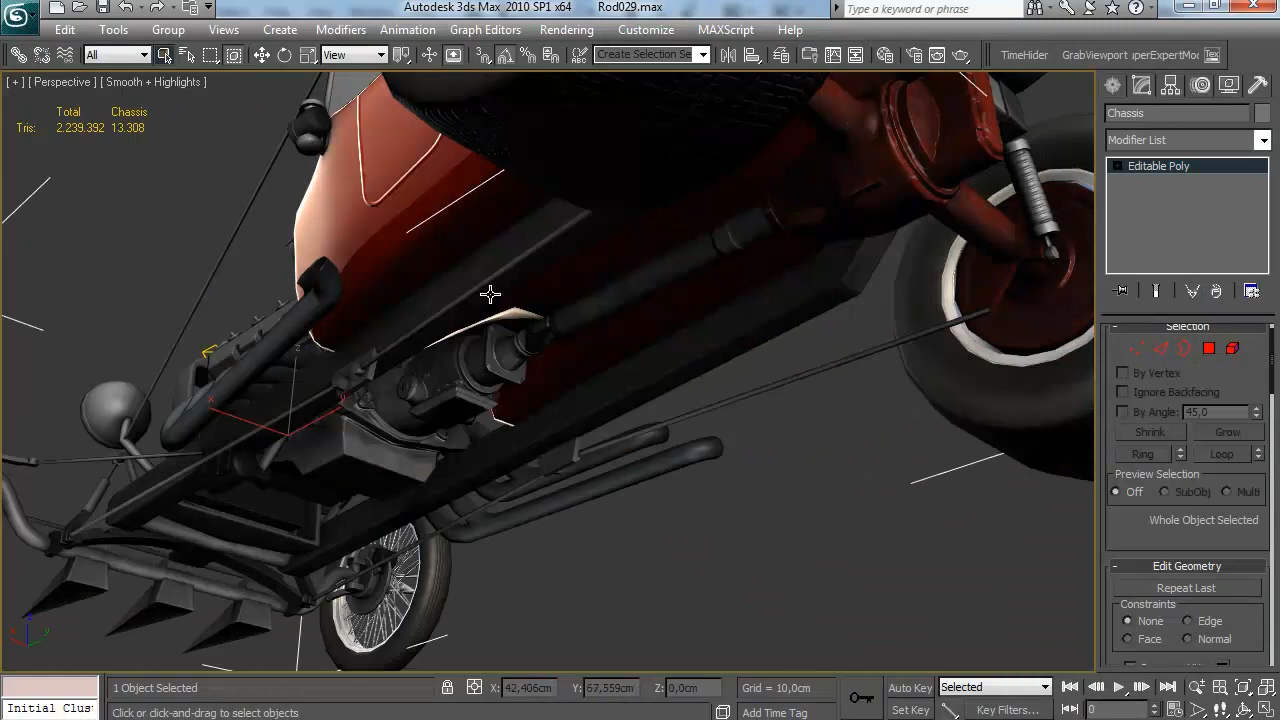 Autodesk 3ds Max 2010 SP1 x64 Rod029.max
Type a keyword or phrase
Edit Tools Group Views Create Modifiers Animation Graph Editors Rendering Customize MAXScript Help
All View Create Selection Se TimeHider GrabViewport perExpertMo Tex
[ + ] [ Perspective ] [ Smooth + Highlights ]
Total Chassis
Tris: 2.239.392 13.308
Chassis
Modifier List
Editable Poly
Selection
By Vertex
Ignore Backfacing
By Angle: 45,0
Shrink Grow
Ring Loop
Preview Selection
Off SubObj Multi
Whole Object Selected
Edit Geometry
Repeat Last
Constraints
None Edge
Face Normal
1 Object Selected X: 42,406cm Y: 67,559cm Z: 0,0cm Grid = 10,0cm Auto Key Selected
Initial Clus Click or click-and-drag to select objects Add Time Tag Set Key Key Filters... 0